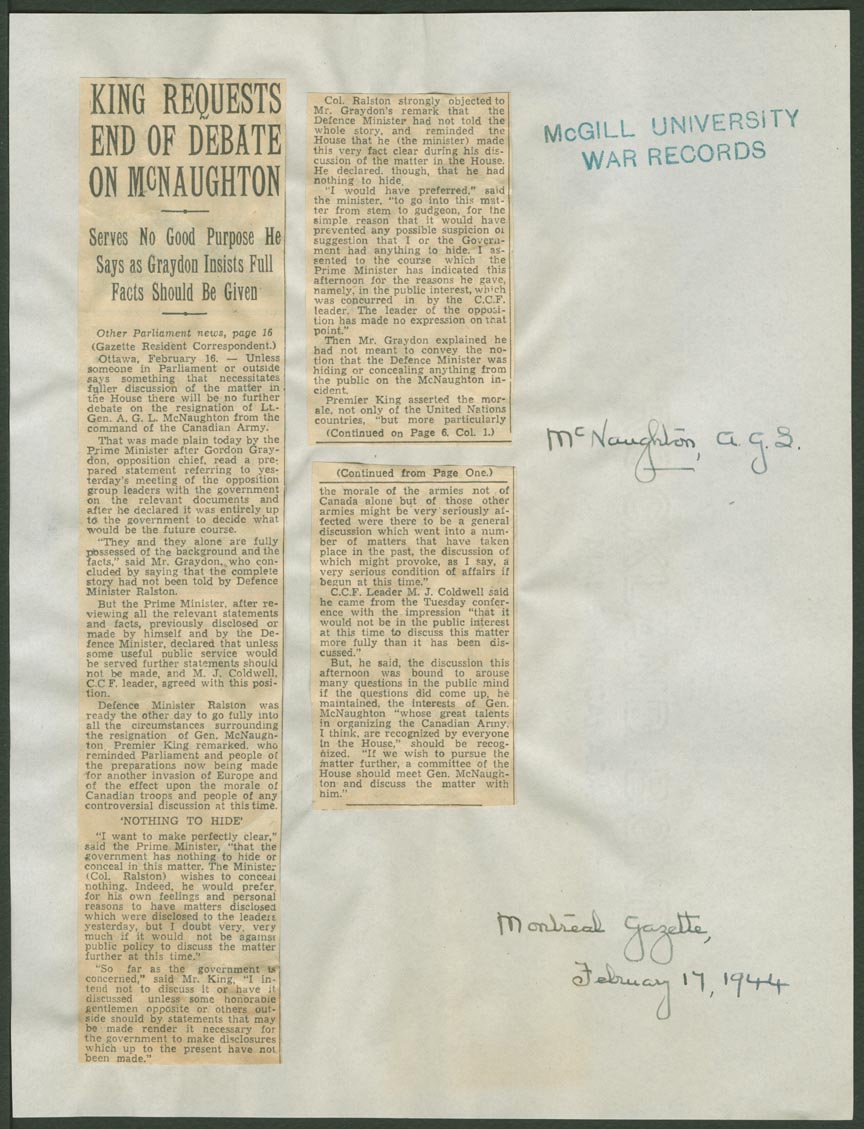 KING REQUESTS
END OF DEBATE
ON McNAUGHTON
Serves No Good Purpose He
Says as Graydon Insists Full
Facts Should Be Given
Other Parliament news, page 16
(Gazette Resident Correspondent.)
Ottawa, February 16. — Unless
someone in Parliament or outside
says something that necessitates
fuller discussion of the matter in
the House there will be no further
debate on the resignation of Lt.-
Gen. A. G. L. McNaughton from the
command of the Canadian Army.
That was made plain today by the
Prime Minister after Gordon Gray-
don, opposition chief, read a pre-
pared statement referring to yes-
terday's meeting of the opposition
group leaders with the government
on the relevant documents and
after he declared it was entirely up
to the government to decide what
would be the future course.
"They and they alone are fully
possessed of the background and the
facts," said Mr. Graydon, who con-
cluded by saying that the complete
story had not been told by Defence
Minister Ralston.
But the Prime Minister, after re-
viewing all the relevant statements
and facts, previously disclosed or
made by himself and by the De-
fence Minister, declared that unless
some useful public service would
be served further statements should
not be made, and M. J. Coldwell,
C.C F. leader, agreed with this posi-
tion.
Defence Minister Ralston was
ready the other day to go fully into
all the circumstances surrounding
the resignation of Gen. McNaugh-
ton, Premier King remarked, who
reminded Parliament and people of
the preparations now being made
for another invasion of Europe and
of the effect upon the morale of
Canadian troops and people of any
controversial discussion at this time.
'NOTHING TO HIDE'
"I want to make perfectly clear,"
said the Prime Minister, "that the
government has nothing to hide or
conceal in this matter. The Minister
(Col. Ralston) wishes to conceal
nothing. Indeed, he would prefer
for his own feelings and personal
reasons to have matters disclosed
which were disclosed to the leaders
yesterday, but I doubt very, very
much if it would not be against
public policy to discuss the matter
further at this time."
"So far as the government is
concerned," said Mr. King, "I in-
tend not to discuss it or have it
discussed unless some honorable
gentlemen opposite or others out-
side should by statements that may
be made render it necessary for
the government to make disclosures
which up to the present have not
been made."
Col. Ralston strongly objected to
Mr. Graydon's remark that the
Defence Minister had not told the
whole story, and reminded the
House that he (the minister) made
this very fact clear during his dis-
cussion of the matter in the House.
He declared, though, that he had
nothing to hide.
"I would have preferred," said
the minister, "to go into this mat-
ter from stem to gudgeon, for the
simple reason that it would have
prevented any possible suspicion or
suggestion that I or the Govern-
ment had anything to hide. I as-
sented to the course which the
Prime Minister has indicated this
afternoon for the reasons he gave,
namely, in the public interest, which
was concurred in by the C.C.F.
leader. The leader of the opposi-
tion has made no expression on that
point."
Then Mr. Graydon explained he
had not meant to convey the no-
tion that the Defence Minister was
hiding or concealing anything from
the public on the McNaughton in-
cident.
Premier King asserted the mor-
ale, not only of the United Nations
countries, "but more particularly
(Continued on Page 6, Col. 1.)
(Continued from Page One.)
the morale of the armies not of
Canada alone but of those other
armies might be very seriously af-
fected were there to be a general
discussion which went into a num-
ber of matters that have taken
place in the past, the discussion of
which might provoke, as I say, a
very serious condition of affairs if
begun at this time."
C.C.F. Leader M. J. Coldwell said
he came from the Tuesday confer-
ence with the impression "that it
would not be in the public interest
at this time to discuss this matter
more fully than it has been dis-
cussed."
But, he said, the discussion this
afternoon was bound to arouse
many questions in the public mind
if the questions did come up, he
maintained, the interests of Gen.
McNaughton "whose great talents
in organizing the Canadian Army,
I think, are recognized by everyone
in the House," should be recog-
nized. "If we wish to pursue the
matter further, a committee of the
House should meet Gen. McNaugh-
ton and discuss the matter with
him."
McGILL UNIVERSITY
WAR RECORDS
McNaughton, A. G. L.
Montreal Gazette,
February 17, 1944